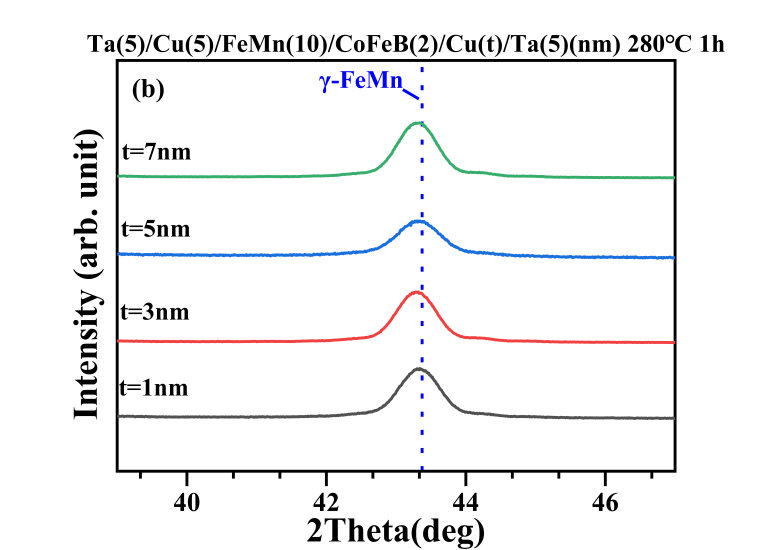 Ta(5)/Cu(5)/FeMn(10)/CoFeB(2)/Cu(t)/Ta(5)(nm) 280℃ 1h
(b)
γ-FeMn
t=7nm
t=5nm
t=3nm
t=1nm
Intensity (arb. unit)
40 42 44 46
2Theta(deg)